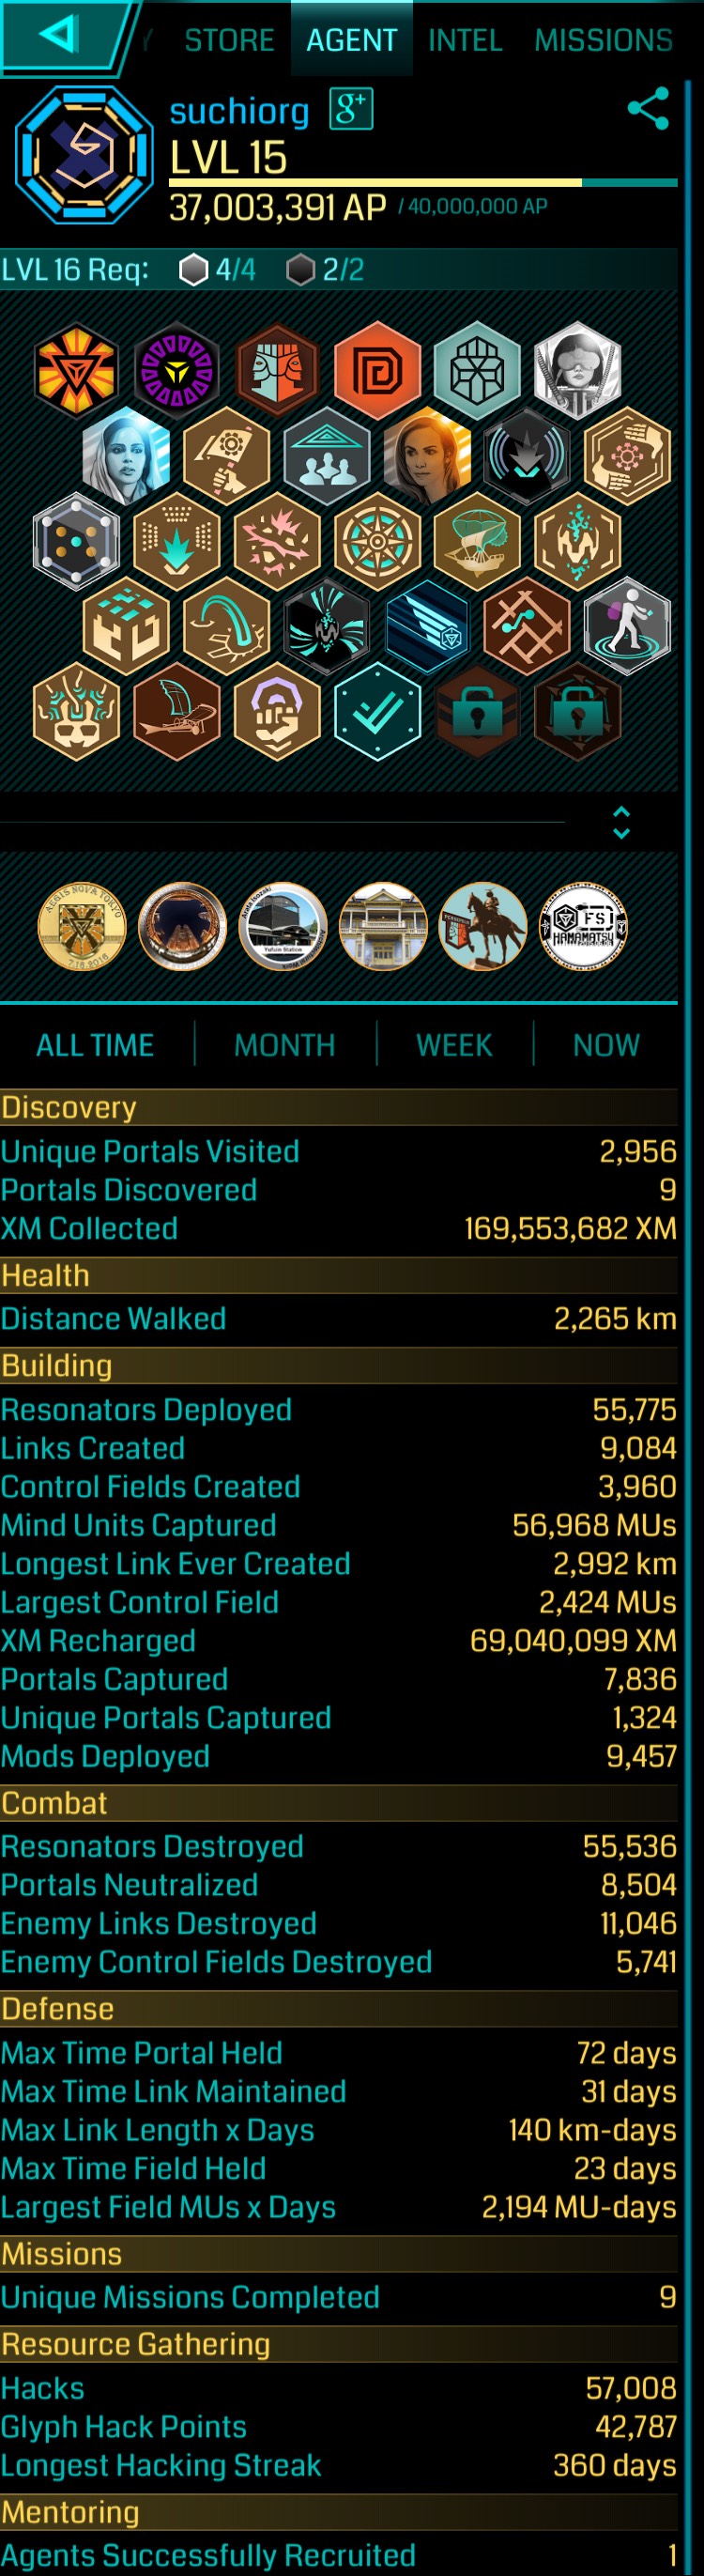 Y STORE AGENT INTEL MISSIONS
suchiorg g+
LVL 15
37,003,391 AP / 40,000,000 AP
LVL 16 Req: 4/4 2/2
AEGIS NOVA TOKYO
7.16.2016
Arata Isozaki
Yufuin Station
PERSEPHO
FS
HAMAMATSU
ALL TIME MONTH WEEK NOW
Discovery
Unique Portals Visited 2,956
Portals Discovered 9
XM Collected 169,553,682 XM
Health
Distance Walked 2,265 km
Building
Resonators Deployed 55,775
Links Created 9,084
Control Fields Created 3,960
Mind Units Captured 56,968 MUs
Longest Link Ever Created 2,992 km
Largest Control Field 2,424 MUs
XM Recharged 69,040,099 XM
Portals Captured 7,836
Unique Portals Captured 1,324
Mods Deployed 9,457
Combat
Resonators Destroyed 55,536
Portals Neutralized 8,504
Enemy Links Destroyed 11,046
Enemy Control Fields Destroyed 5,741
Defense
Max Time Portal Held 72 days
Max Time Link Maintained 31 days
Max Link Length x Days 140 km-days
Max Time Field Held 23 days
Largest Field MUs x Days 2,194 MU-days
Missions
Unique Missions Completed 9
Resource Gathering
Hacks 57,008
Glyph Hack Points 42,787
Longest Hacking Streak 360 days
Mentoring
Agents Successfully Recruited 1